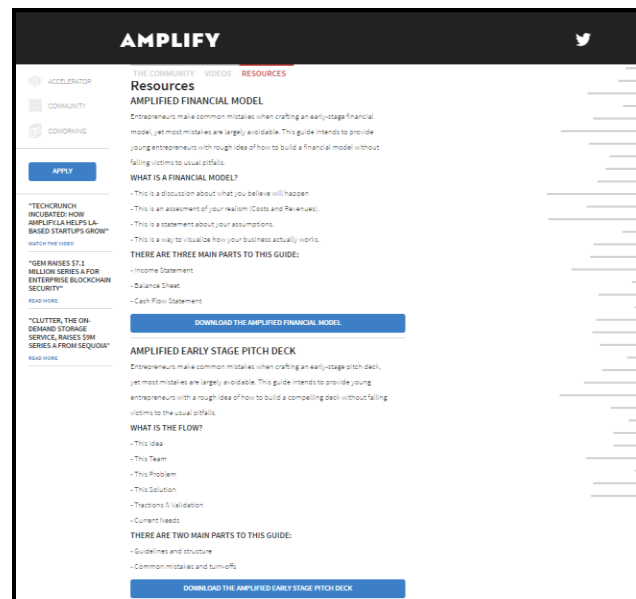 AMPLIFY
ACCELERATOR
COMMUNITY
COWORKING
APPLY
"TECHCRUNCH
INCUBATED: HOW
AMPLIFY.LA HELPS LA-
BASED STARTUPS GROW"
WATCH THE VIDEO
"GEM RAISES $7.1
MILLION SERIES A FOR
ENTERPRISE BLOCKCHAIN
SECURITY"
READ MORE
"CLUTTER, THE ON-
DEMAND STORAGE
SERVICE, RAISES $9M
SERIES A FROM SEQUOIA"
READ MORE
THE COMMUNITY VIDEOS RESOURCES
Resources
AMPLIFIED FINANCIAL MODEL
Entrepreneurs make common mistakes when crafting an early-stage financial
model, yet most mistakes are largely avoidable. This guide intends to provide
young entrepreneurs with rough idea of how to build a financial model without
falling victims to usual pitfalls.
WHAT IS A FINANCIAL MODEL?
- This is a discussion about what you believe will happen
- This is an assesment of your realism (Costs and Revenues).
- This is a statement about your assumptions.
- This is a way to visualize how your business actually works.
THERE ARE THREE MAIN PARTS TO THIS GUIDE:
- Income Statement
- Balance Sheet
- Cash Flow Statement
DOWNLOAD THE AMPLIFIED FINANCIAL MODEL
AMPLIFIED EARLY STAGE PITCH DECK
Entrepreneurs make common mistakes when crafting an early-stage pitch deck,
yet most mistakes are largely avoidable. This guide intends to provide young
entrepreneurs with a rough idea of how to build a compelling deck without falling
victims to the usual pitfalls.
WHAT IS THE FLOW?
- This Idea
- This Team
- This Problem
- This Solution
- Tractions & Validation
- Current Needs
THERE ARE TWO MAIN PARTS TO THIS GUIDE:
- Guidelines and structure
- Common mistakes and turn-offs
DOWNLOAD THE AMPLIFIED EARLY STAGE PITCH DECK